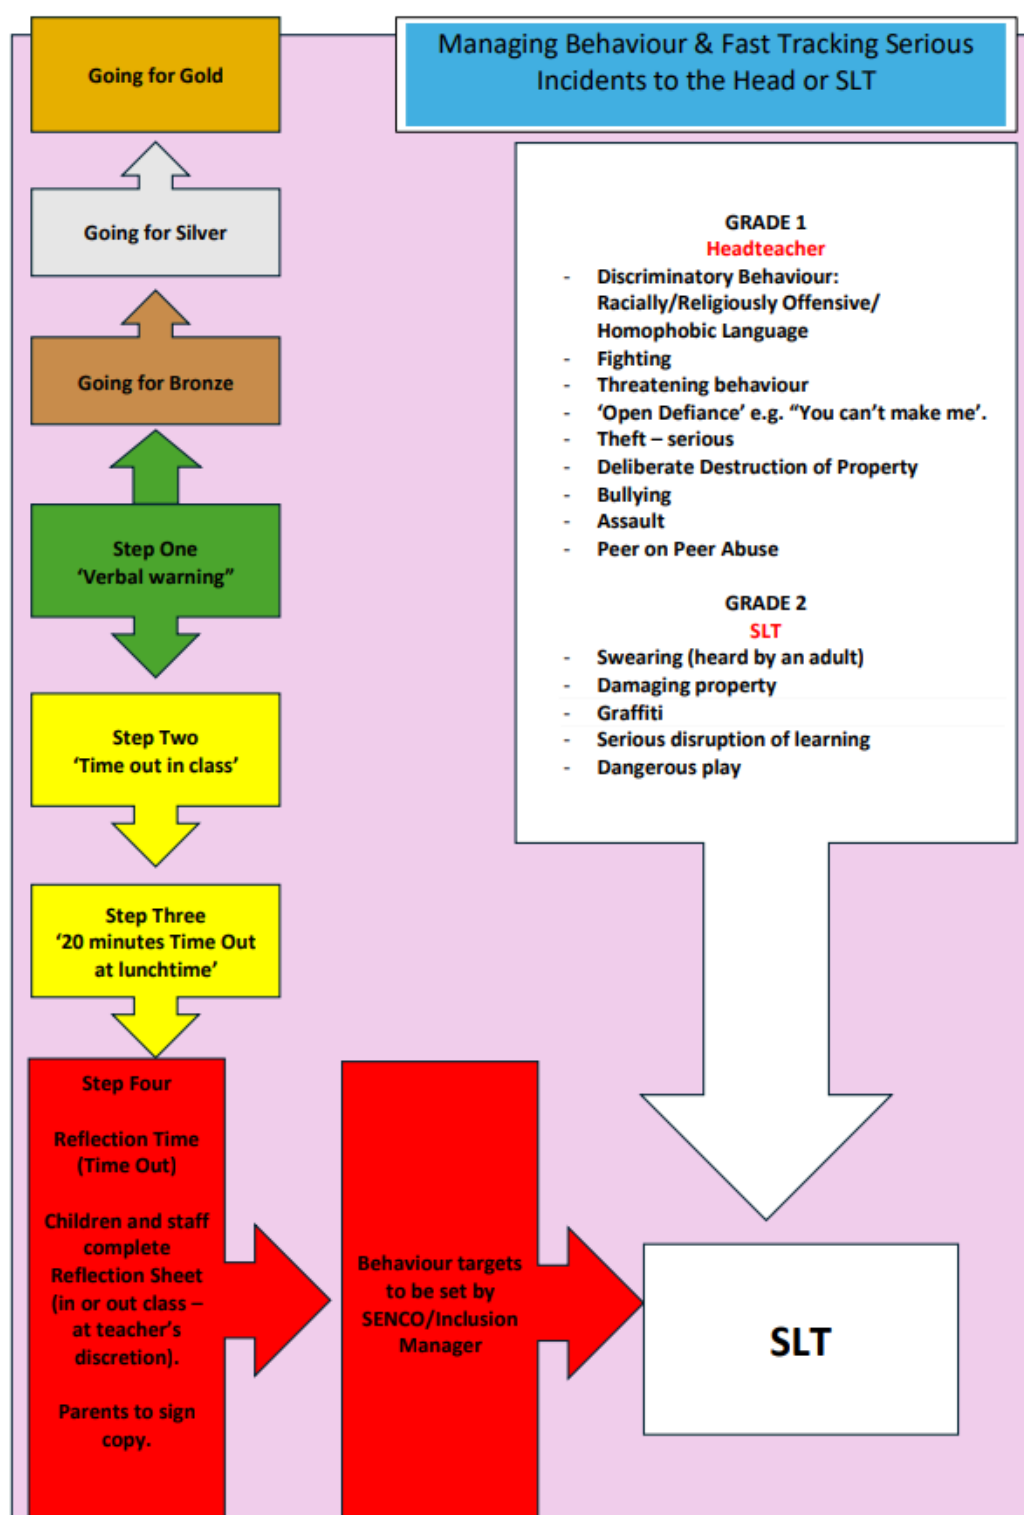 Going for Gold
Managing Behaviour & Fast Tracking Serious
Incidents to the Head or SLT
Going for Silver
Going for Bronze
Step One
‘Verbal warning”
Step Two
‘Time out in class’
Step Three
‘20 minutes Time Out
at lunchtime’
Step Four
Reflection Time
(Time Out)
Children and staff
complete
Reflection Sheet
(in or out class –
at teacher’s
discretion).
Parents to sign
copy.
Behaviour targets
to be set by
SENCO/Inclusion
Manager
GRADE 1
Headteacher
- Discriminatory Behaviour:
Racially/Religiously Offensive/
Homophobic Language
- Fighting
- Threatening behaviour
- ‘Open Defiance’ e.g. “You can’t make me’.
- Theft – serious
- Deliberate Destruction of Property
- Bullying
- Assault
- Peer on Peer Abuse
GRADE 2
SLT
- Swearing (heard by an adult)
- Damaging property
- Graffiti
- Serious disruption of learning
- Dangerous play
SLT